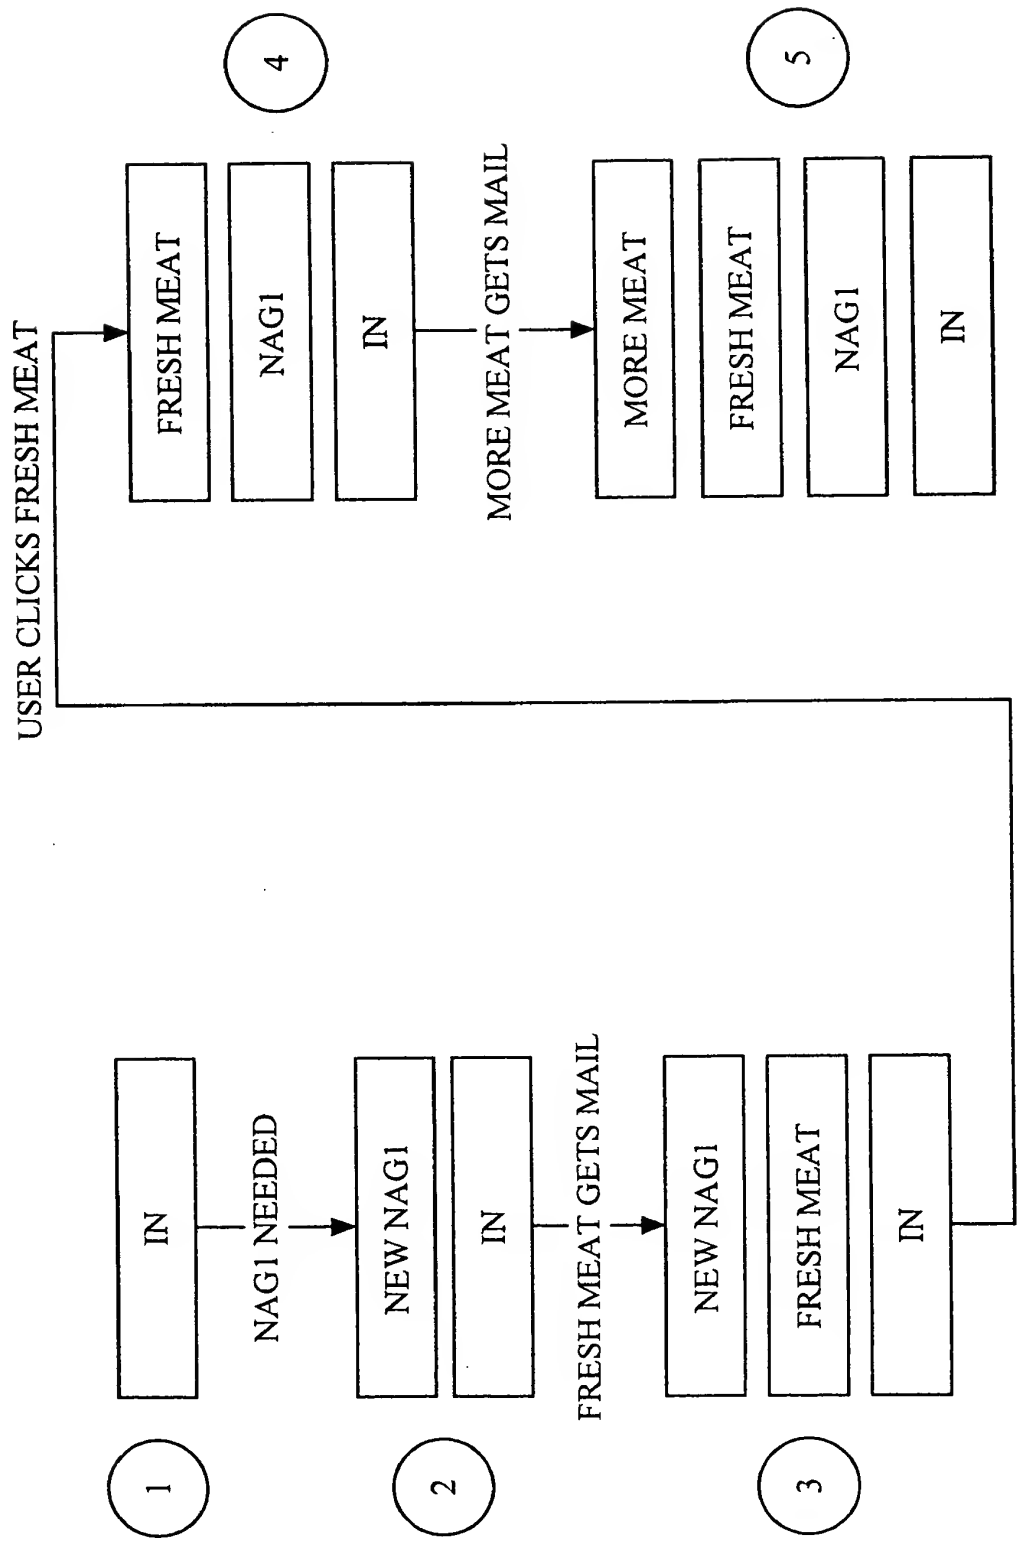 1
IN
NAG1 NEEDED
2
NEW NAG1
IN
FRESH MEAT GETS MAIL
3
NEW NAG1
FRESH MEAT
IN
USER CLICKS FRESH MEAT
4
FRESH MEAT
NAG1
IN
MORE MEAT GETS MAIL
5
MORE MEAT
FRESH MEAT
NAG1
IN